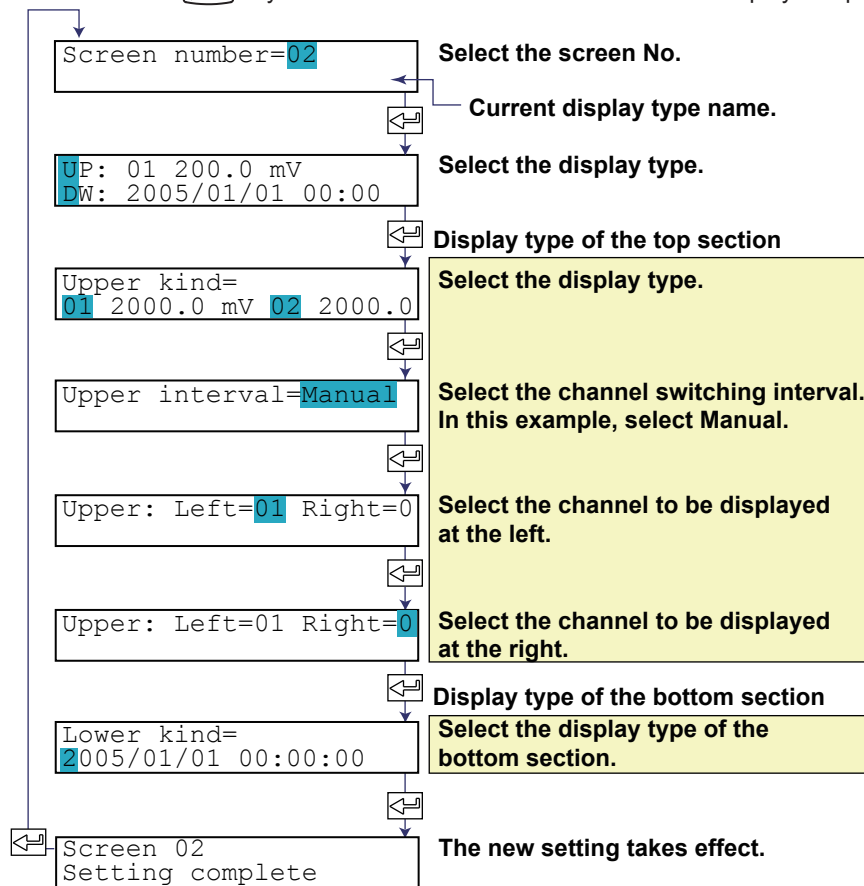 Screen number=02
Select the screen No.
Current display type name.
UP: 01 200.0 mV
DW: 2005/01/01 00:00
Select the display type.
Display type of the top section
Upper kind=
01 2000.0 mV 02 2000.0
Select the display type.
Upper interval=Manual
Select the channel switching interval.
In this example, select Manual.
Upper: Left=01 Right=0
Select the channel to be displayed
at the left.
Upper: Left=01 Right=0
Select the channel to be displayed
at the right.
Display type of the bottom section
Lower kind=
2005/01/01 00:00:00
Select the display type of the
bottom section.
Screen 02
Setting complete
The new setting takes effect.